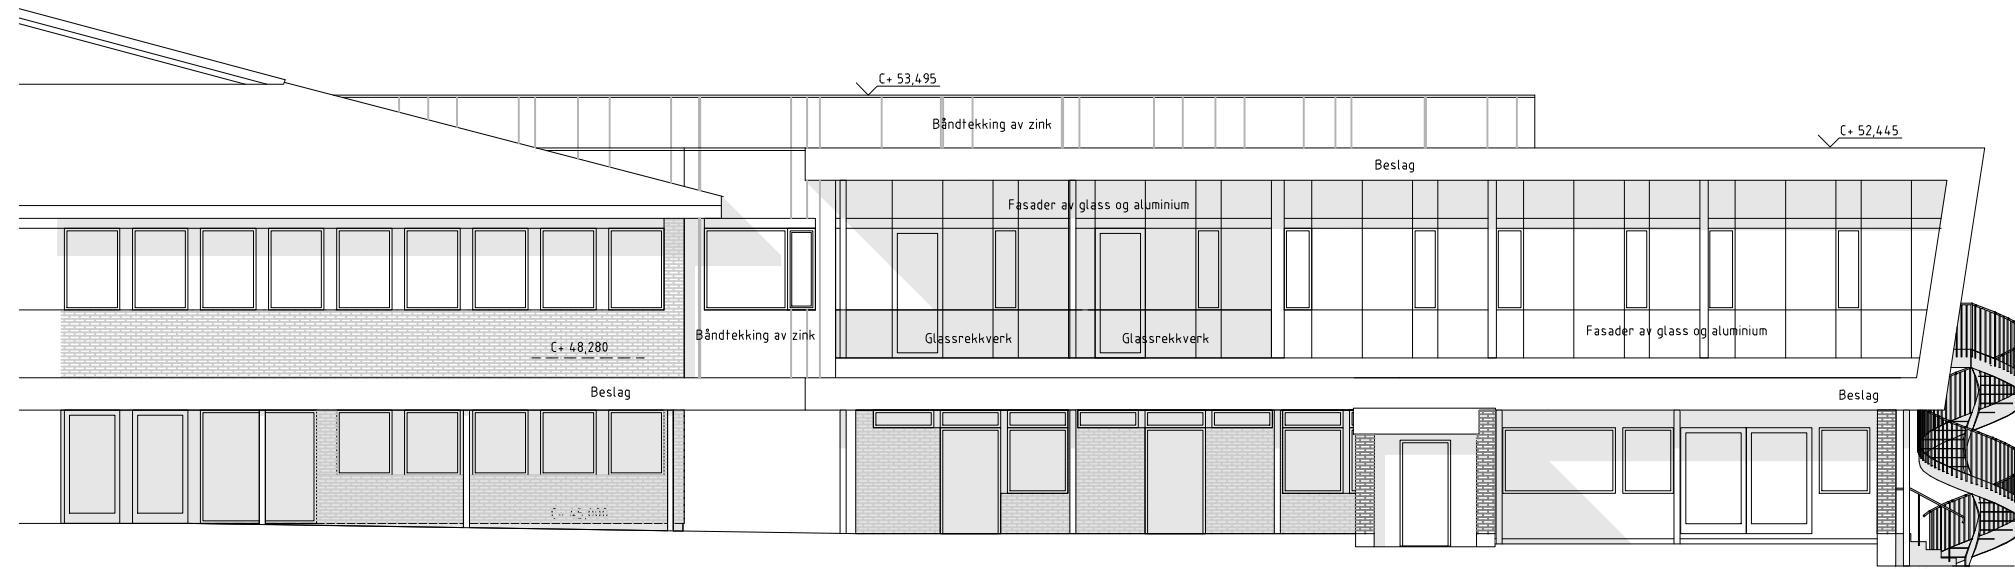 C+ 53,495
Båndtekking av zink
C+ 52,445
Beslag
Fasader av glass og aluminium
Båndtekking av zink
Glassrekkverk
Glassrekkverk
Fasader av glass og aluminium
C+ 48,280
Beslag
Beslag
C+ 45,000